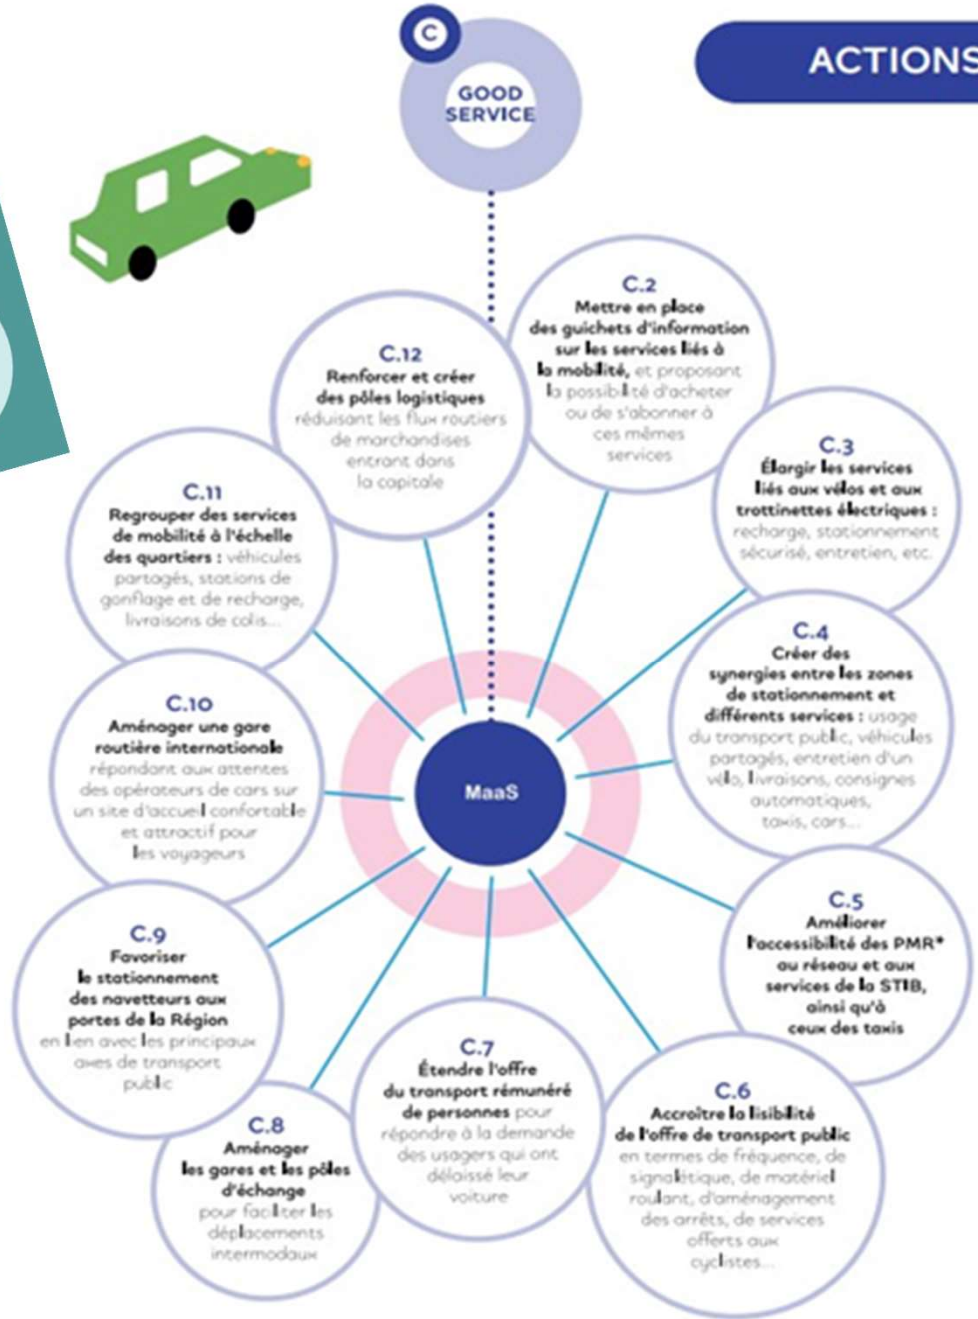 C
GOOD
SERVICE
ACTIONS
C.2
Mettre en place
des guichets d'information
sur les services liés à
la mobilité, et proposant
la possibilité d'acheter
ou de s'abonner à
ces mêmes
services
C.3
Élargir les services
liés aux vélos et aux
trottinettes électriques :
recharge, stationnement
sécurisé, entretien, etc.
C.4
Créer des
synergies entre les zones
de stationnement et
différents services : usage
du transport public, véhicules
partagés, entretien d'un
vélo, livraisons, consignes
automatiques,
taxis, cars...
C.5
Améliorer
l'accessibilité des PMR*
au réseau et aux
services de la STIB,
ainsi qu'à
ceux des taxis
C.6
Accroître la lisibilité
de l'offre de transport public
en termes de fréquence, de
signalétique, de matériel
roulant, d'aménagement
des arrêts, de services
offerts aux
cyclistes...
C.7
Étendre l'offre
du transport rémunéré
de personnes pour
répondre à la demande
des usagers qui ont
délaissé leur
voiture
C.8
Aménager
les gares et les pôles
d'échange
pour faciliter les
déplacements
intermodaux
C.9
Favoriser
le stationnement
des navetteurs aux
portes de la Région
en lien avec les principaux
axes de transport
public
C.10
Aménager une gare
routière internationale
répondant aux attentes
des opérateurs de cars sur
un site d'accueil confortable
et attractif pour
les voyageurs
C.11
Regrouper des services
de mobilité à l'échelle
des quartiers : véhicules
partagés, stations de
gonflage et de recharge,
livraisons de colis...
C.12
Renforcer et créer
des pôles logistiques
réduisant les flux routiers
de marchandises
entrant dans
la capitale
MaaS